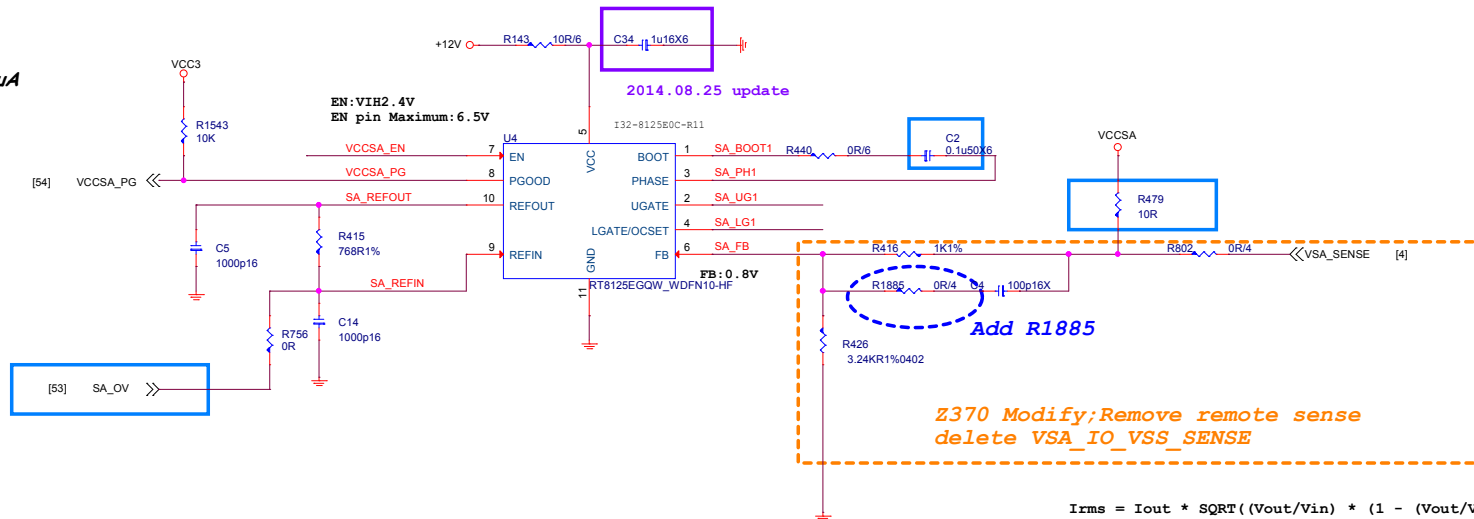 uA
+12V
R143
10R/6
C34
1u16X6
2014.08.25 update
VCC3
R1543
10K
EN:VIH2.4V
EN pin Maximum:6.5V
I32-8125E0C-R11
U4
5
VCC
VCCSA_EN
7
EN
[54]
VCCSA_PG
VCCSA_PG
8
PGOOD
SA_REFOUT
10
REFOUT
R415
768R1%
C5
1000p16
9
REFIN
SA_REFIN
R756
0R
C14
1000p16
[53]
SA_OV
BOOT
1
SA_BOOT1
R440
0R/6
C2
0.1u50X6
PHASE
3
SA_PH1
UGATE
2
SA_UG1
LGATE/OCSET
4
SA_LG1
FB
6
SA_FB
GND
11
FB:0.8V
RT8125EGQW_WDFN10-HF
VCCSA
R479
10R
R416
1K1%
R802
0R/4
VSA_SENSE
[4]
R1885
0R/4
100p16X
Add R1885
R426
3.24KR1%0402
Z370 Modify;Remove remote sense
delete VSA_IO_VSS_SENSE
Irms = Iout * SQRT((Vout/Vin) * (1 - (Vout/V